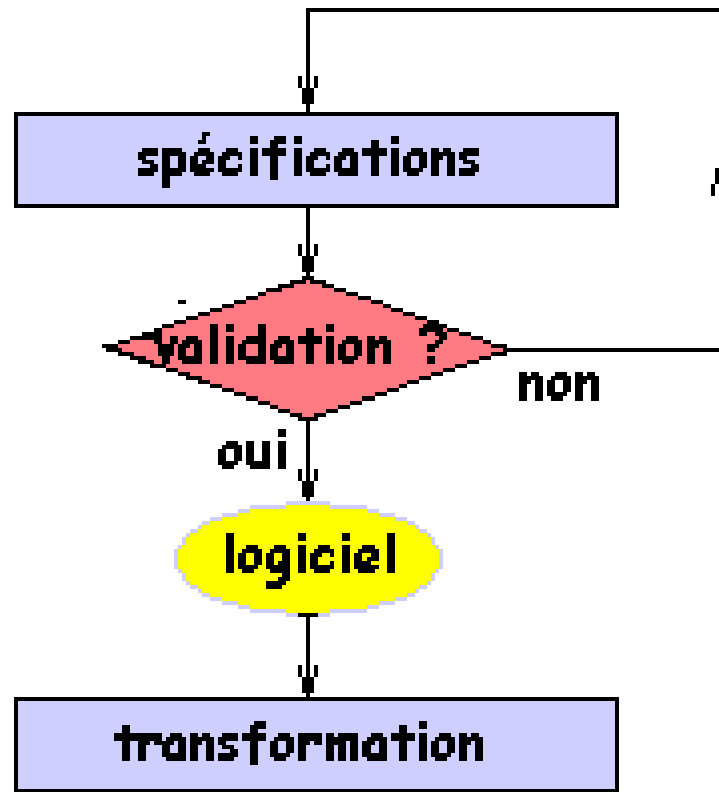 spécifications
validation ?
non
oui
logiciel
transformation